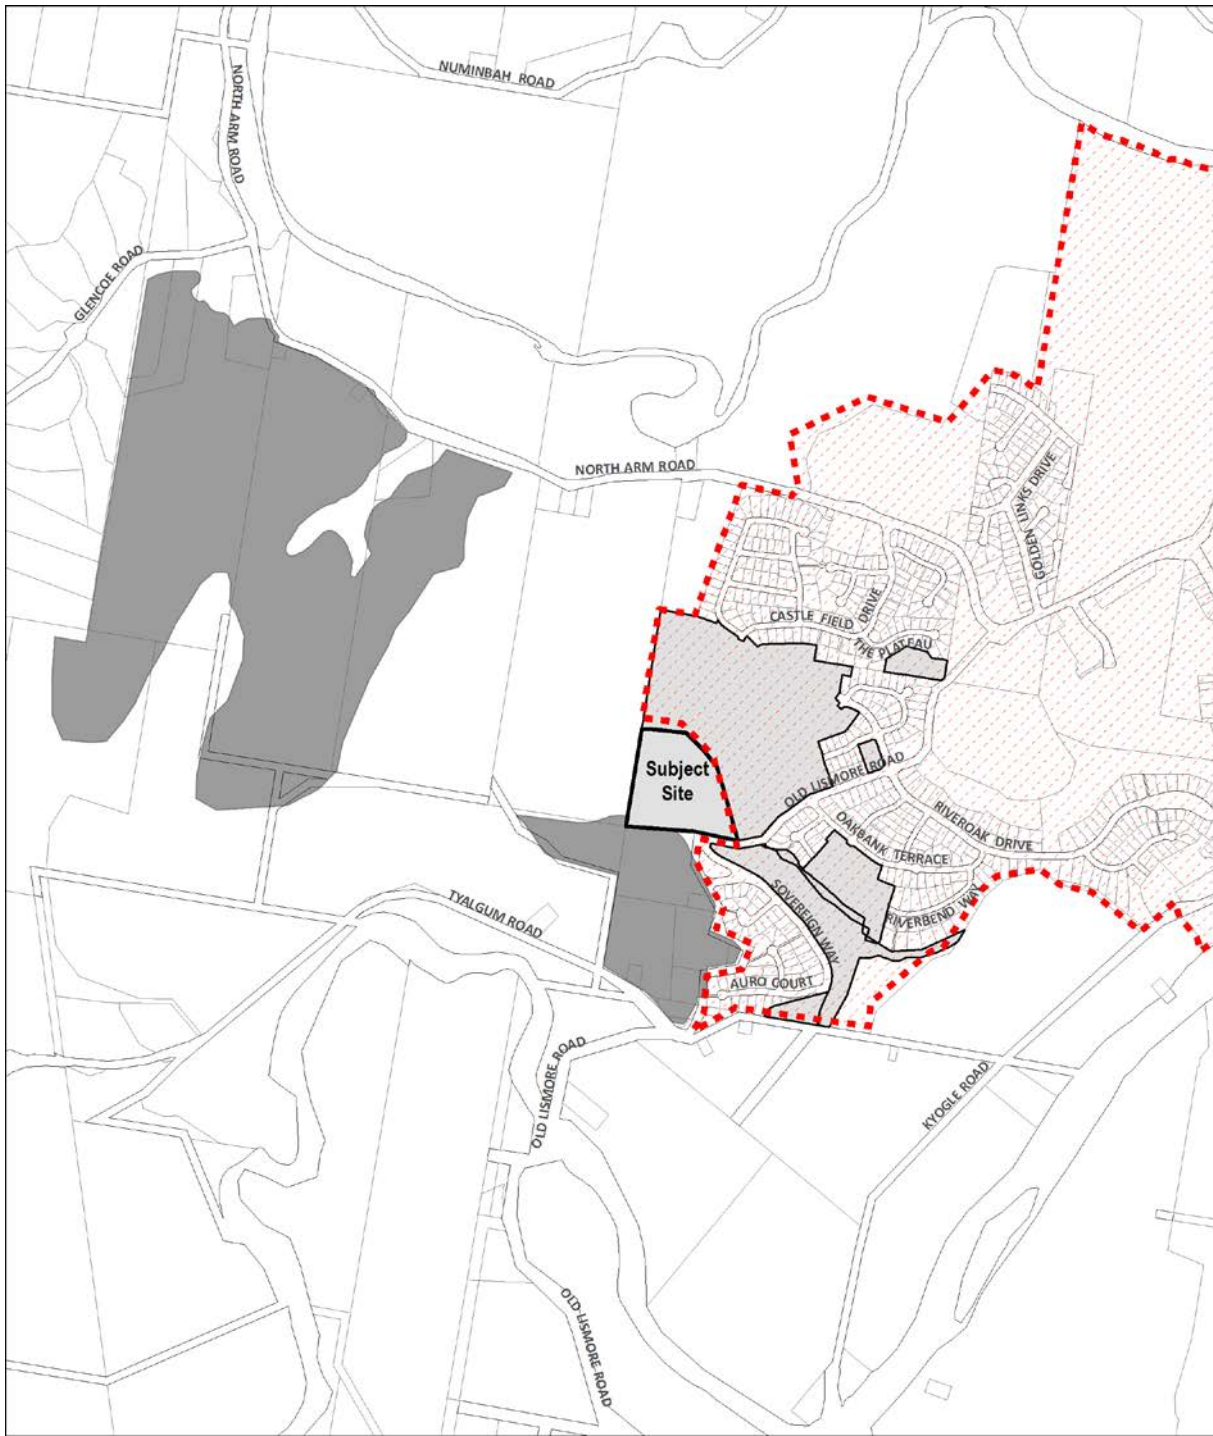 NUMINBAH ROAD
NORTH ARM ROAD
GLENCOE ROAD
NORTH ARM ROAD
GOLDEN LINKS DRIVE
CASTLE FIELD DRIVE
THE PLATEAU
Subject
Site
OLD LISMORE ROAD
RIVEROAK DRIVE
OAKBANK TERRACE
SOVEREIGN WAY
RIVERBEND WAY
TYALGUM ROAD
AURO COURT
OLD LISMORE ROAD
KYOGLE ROAD
OLD LISMORE ROAD